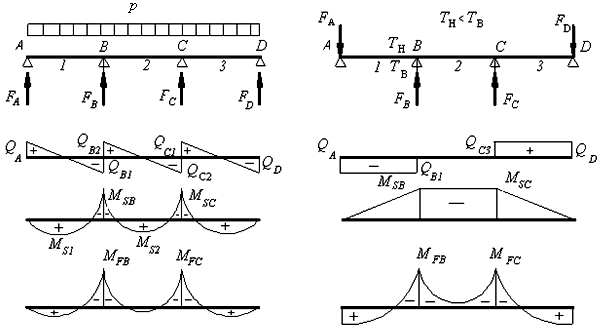 p
A B C D
1 2 3
F_A F_B F_C F_D
Q_A + Q_B2 + Q_C1 +
− Q_B1 − Q_C2 − Q_D
M_SB M_SC
+ − − + − − +
M_S1 M_S2
M_FB M_FC
+ − − + − − +
F_A T_H < T_B F_D
A T_H B C D
1 T_B 2 3
F_B F_C
Q_A Q_C3 + Q_D
− Q_B1
M_SB M_SC
−
M_FB M_FC
+ − − − − +